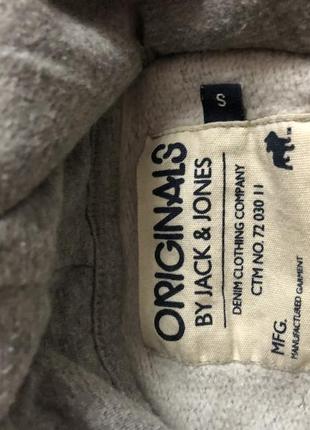 S
ORIGINALS
BY JACK & JONES
DENIM CLOTHING COMPANY
CTM NO. 72 030 11
MFG.
MANUFACTURED GARMENT